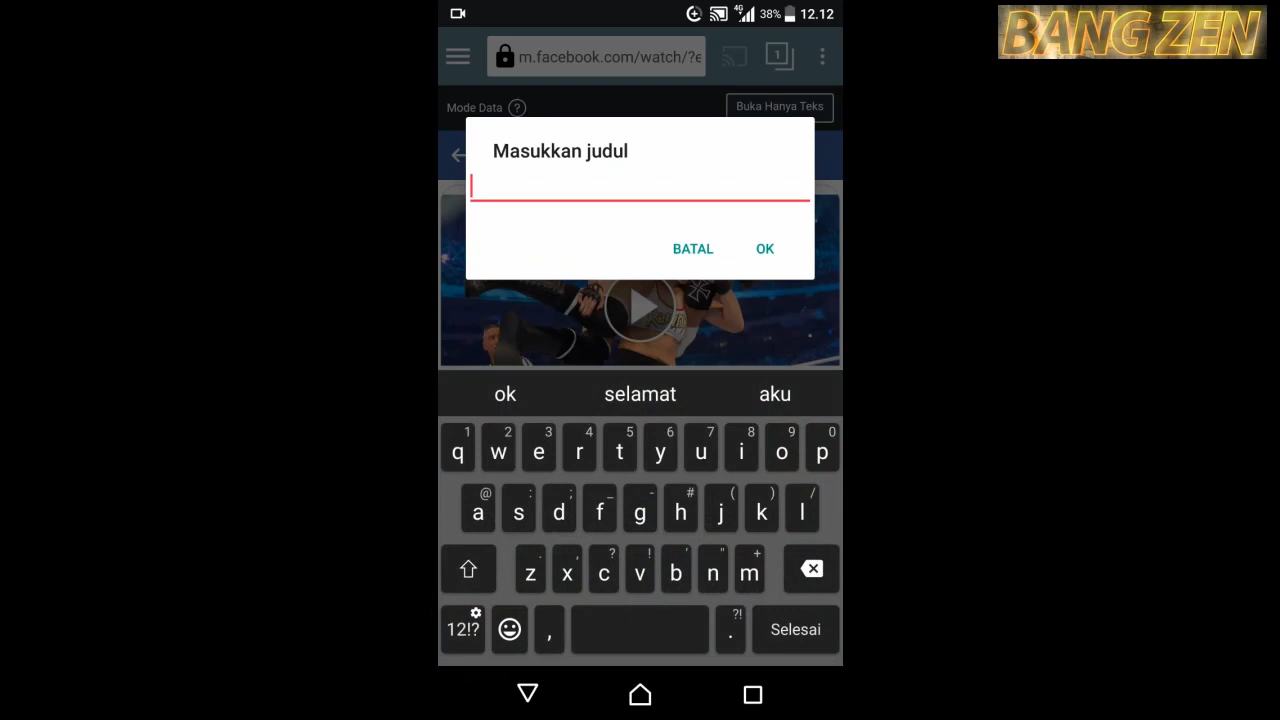 BANG ZEN
4G 38% 12.12
m.facebook.com/watch/?e 1
Mode Data ? Buka Hanya Teks
Masukkan judul
BATAL OK
ok selamat aku
1 2 3 4 5 6 7 8 9 0
q w e r t y u i o p
@ : ; _ - # ( ) /
a s d f g h j k l
. , ? ! ' " +
z x c v b n m
?!
12!? , . Selesai